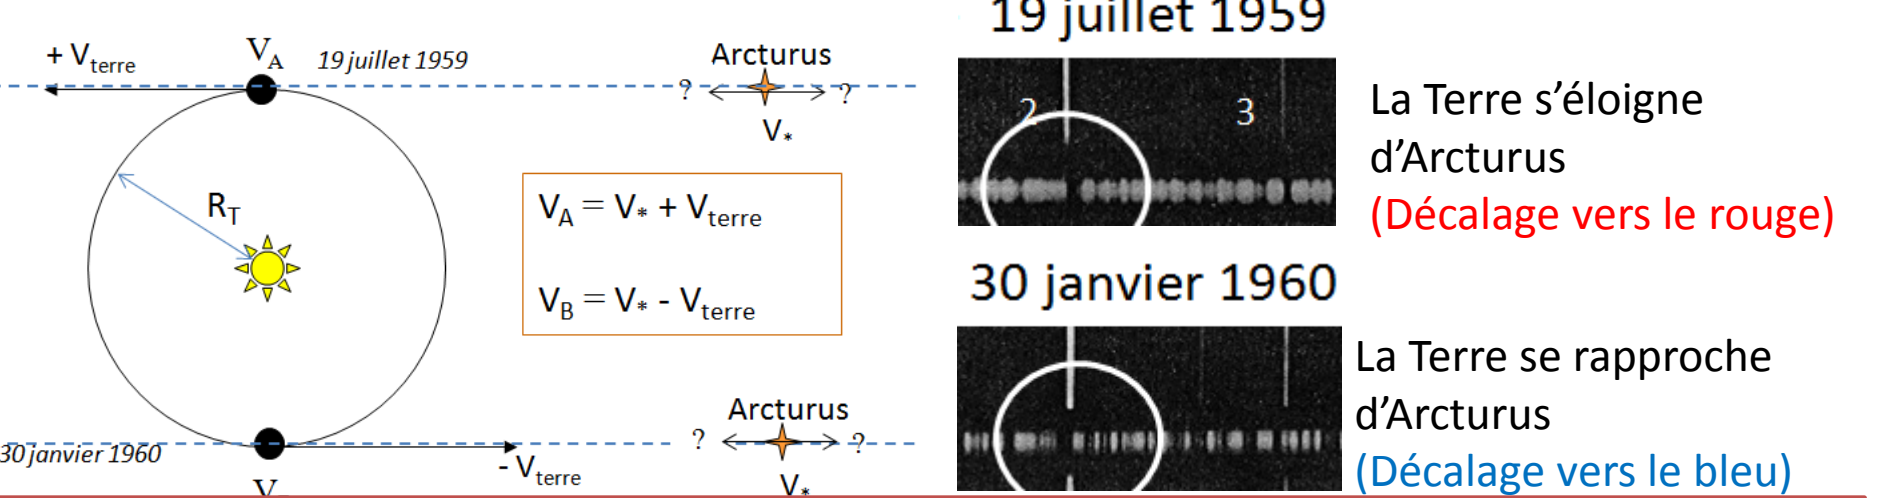 + Vterre
VA
19 juillet 1959
Arcturus
? ?
V*
RT
VA = V* + Vterre
VB = V* - Vterre
Arcturus
? ?
30 janvier 1960
- Vterre
V*
19 juillet 1959
2 3
La Terre s’éloigne
d’Arcturus
(Décalage vers le rouge)
30 janvier 1960
La Terre se rapproche
d’Arcturus
(Décalage vers le bleu)